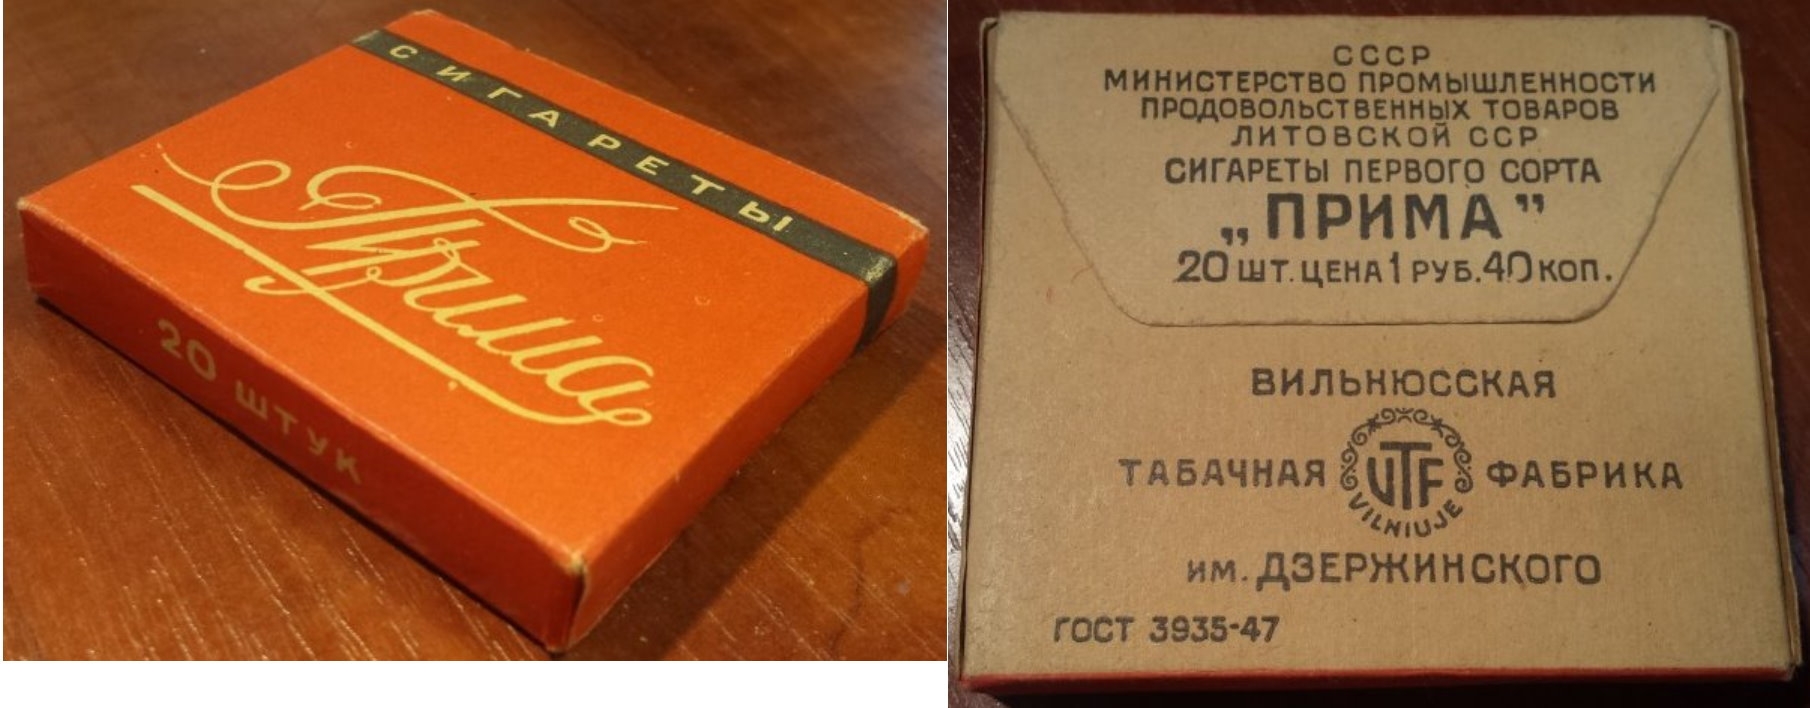 СИГАРЕТЫ
Прима
20 ШТУК
СССР
МИНИСТЕРСТВО ПРОМЫШЛЕННОСТИ
ПРОДОВОЛЬСТВЕННЫХ ТОВАРОВ
ЛИТОВСКОЙ ССР
СИГАРЕТЫ ПЕРВОГО СОРТА
„ПРИМА”
20 ШТ. ЦЕНА 1 РУБ. 40 КОП.
ВИЛЬНЮССКАЯ
ТАБАЧНАЯ VTF ФАБРИКА
VILNIUJE
им. ДЗЕРЖИНСКОГО
ГОСТ 3935-47